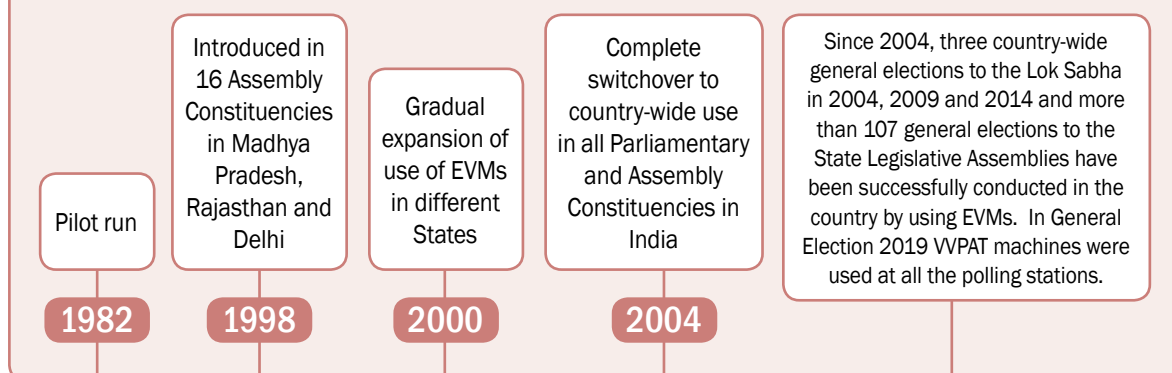 Pilot run
1982
Introduced in
16 Assembly
Constituencies
in Madhya
Pradesh,
Rajasthan and
Delhi
1998
Gradual
expansion of
use of EVMs
in different
States
2000
Complete
switchover to
country-wide use
in all Parliamentary
and Assembly
Constituencies in
India
2004
Since 2004, three country-wide
general elections to the Lok Sabha
in 2004, 2009 and 2014 and more
than 107 general elections to the
State Legislative Assemblies have
been successfully conducted in the
country by using EVMs. In General
Election 2019 VVPAT machines were
used at all the polling stations.